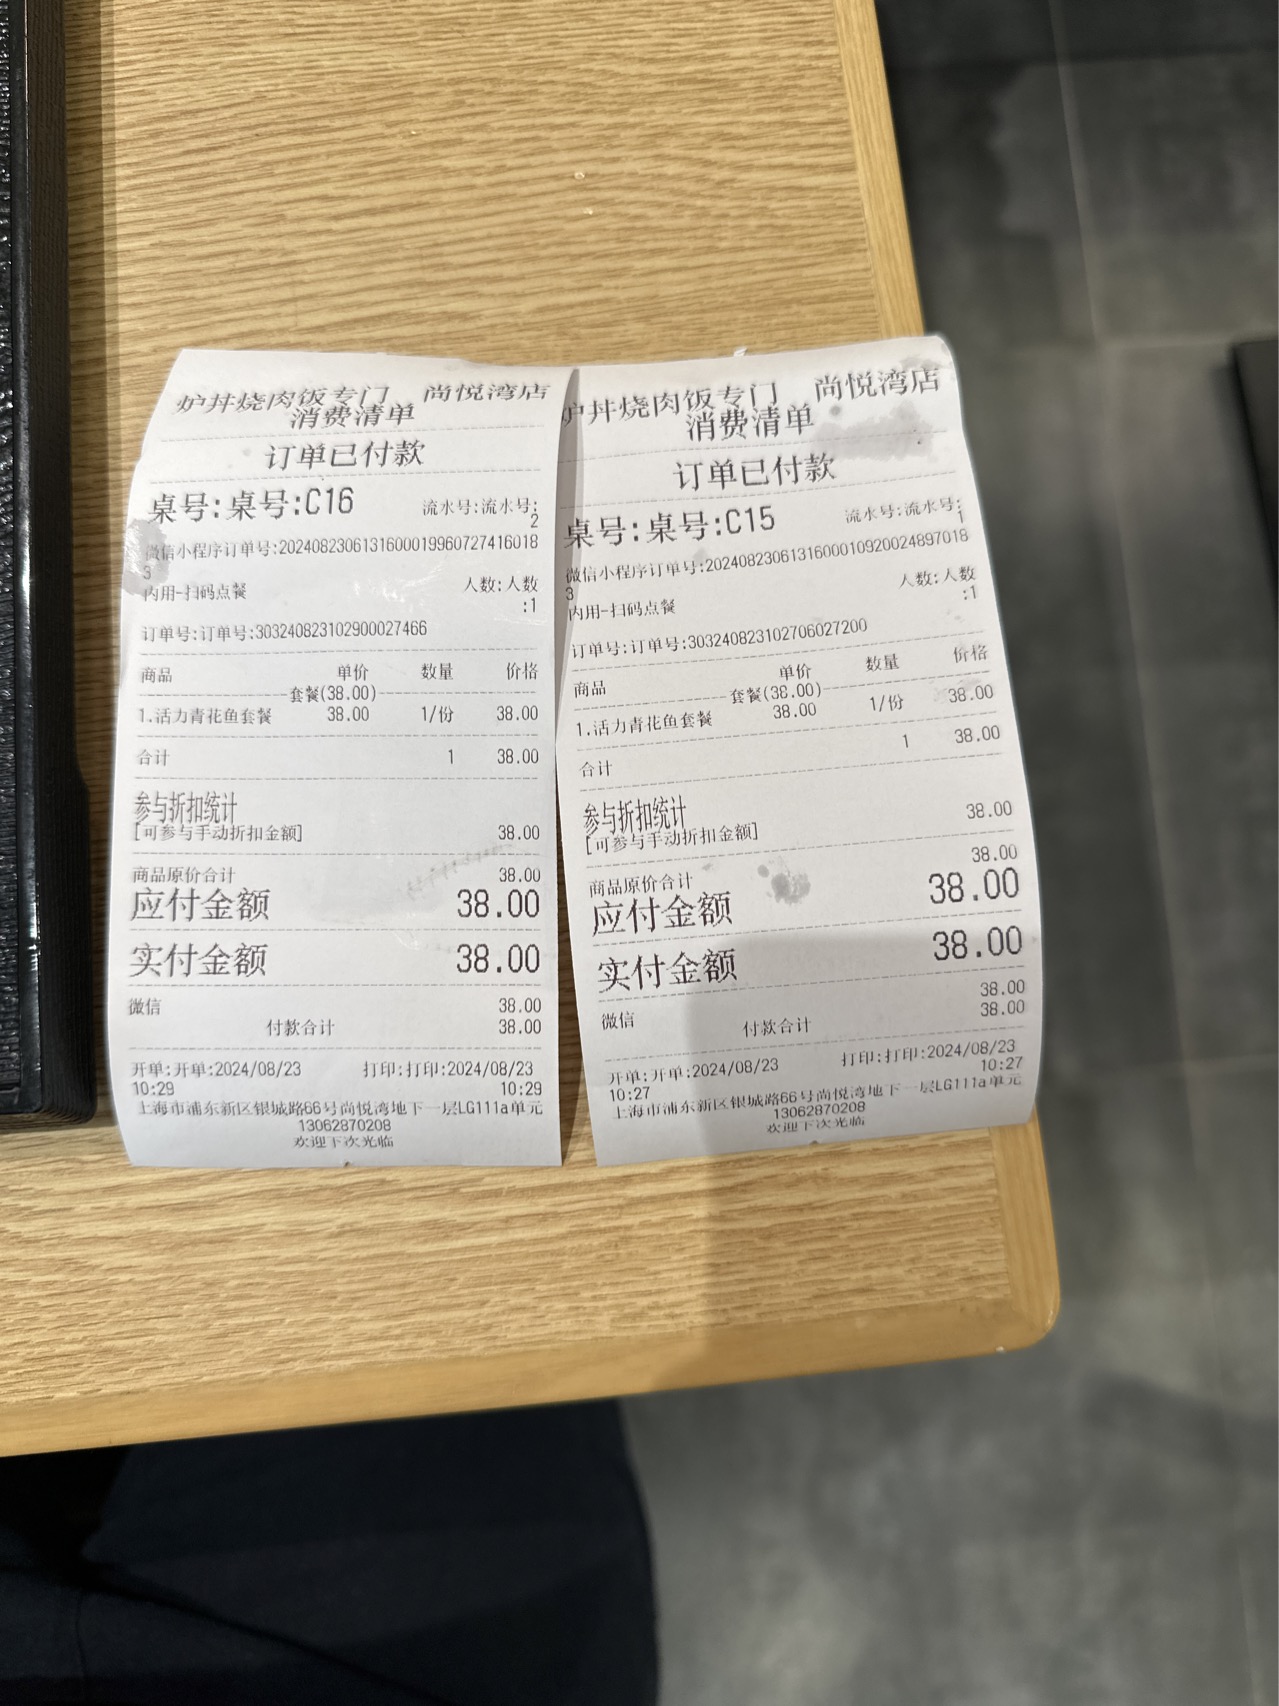 炉丼烧肉饭专门 尚悦湾店
消费清单
订单已付款
桌号:桌号:C16 流水号:流水号:
2
微信小程序订单号:202408230613160001996072741 6018
3
内用-扫码点餐 人数:人数
:1
订单号:订单号:303240823102900027466
商品 单价 数量 价格
套餐(38.00)
1.活力青花鱼套餐 38.00 1/份 38.00
合计 1 38.00
参与折扣统计
[可参与手动折扣金额] 38.00
商品原价合计 38.00
应付金额 38.00
实付金额 38.00
微信 38.00
付款合计 38.00
开单:开单:2024/08/23 打印:打印:2024/08/23
10:29 10:29
上海市浦东新区银城路66号尚悦湾地下一层LG111a单元
13062870208
欢迎下次光临
炉丼烧肉饭专门 尚悦湾店
消费清单
订单已付款
桌号:桌号:C15 流水号:流水号:
1
微信小程序订单号:2024082306131600010920024897018
3
内用-扫码点餐 人数:人数
:1
订单号:订单号:303240823102706027200
商品 单价 数量 价格
套餐(38.00)
1.活力青花鱼套餐 38.00 1/份 38.00
合计 1 38.00
参与折扣统计
[可参与手动折扣金额] 38.00
商品原价合计 38.00
应付金额 38.00
实付金额 38.00
微信 38.00
付款合计 38.00
开单:开单:2024/08/23 打印:打印:2024/08/23
10:27 10:27
上海市浦东新区银城路66号尚悦湾地下一层LG111a单元
13062870208
欢迎下次光临